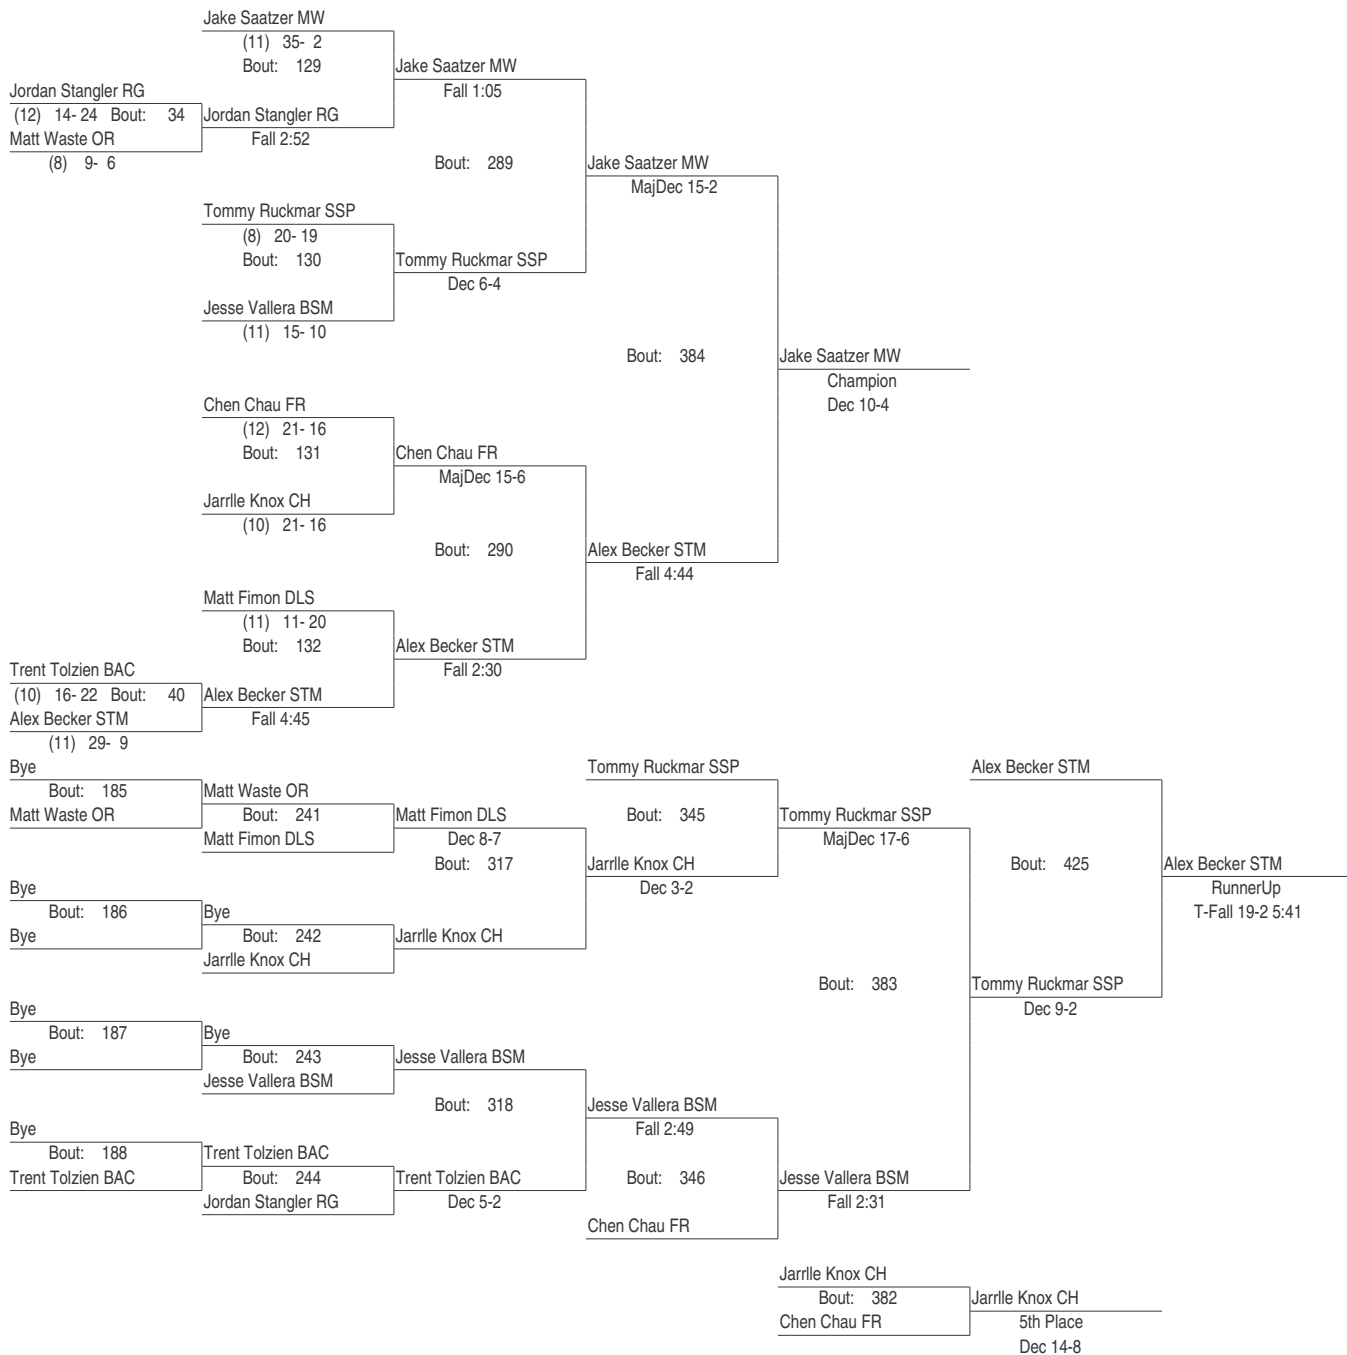 Jake Saatzer MW
(11) 35- 2
Bout: 129
Jake Saatzer MW
Fall 1:05
Jordan Stangler RG
(12) 14- 24 Bout: 34
Jordan Stangler RG
Matt Waste OR
Fall 2:52
(8) 9- 6
Bout: 289
Jake Saatzer MW
MajDec 15-2
Tommy Ruckmar SSP
(8) 20- 19
Bout: 130
Tommy Ruckmar SSP
Dec 6-4
Jesse Vallera BSM
(11) 15- 10
Bout: 384
Jake Saatzer MW
Champion
Dec 10-4
Chen Chau FR
(12) 21- 16
Bout: 131
Chen Chau FR
MajDec 15-6
Jarrlle Knox CH
(10) 21- 16
Bout: 290
Alex Becker STM
Fall 4:44
Matt Fimon DLS
(11) 11- 20
Bout: 132
Alex Becker STM
Fall 2:30
Trent Tolzien BAC
(10) 16- 22 Bout: 40
Alex Becker STM
Alex Becker STM
Fall 4:45
(11) 29- 9
Bye
Bout: 185
Matt Waste OR
Matt Waste OR
Bout: 241
Matt Fimon DLS
Matt Fimon DLS
Dec 8-7
Bout: 317
Tommy Ruckmar SSP
Bout: 345
Tommy Ruckmar SSP
MajDec 17-6
Jarrlle Knox CH
Dec 3-2
Alex Becker STM
Bout: 425
Alex Becker STM
RunnerUp
T-Fall 19-2 5:41
Bye
Bout: 186
Bye
Bye
Bout: 242
Jarrlle Knox CH
Jarrlle Knox CH
Bout: 383
Tommy Ruckmar SSP
Dec 9-2
Bye
Bout: 187
Bye
Bye
Bout: 243
Jesse Vallera BSM
Jesse Vallera BSM
Bout: 318
Jesse Vallera BSM
Fall 2:49
Bye
Bout: 188
Trent Tolzien BAC
Trent Tolzien BAC
Bout: 244
Jordan Stangler RG
Trent Tolzien BAC
Dec 5-2
Bout: 346
Jesse Vallera BSM
Fall 2:31
Chen Chau FR
Jarrlle Knox CH
Bout: 382
Jarrlle Knox CH
Chen Chau FR
5th Place
Dec 14-8